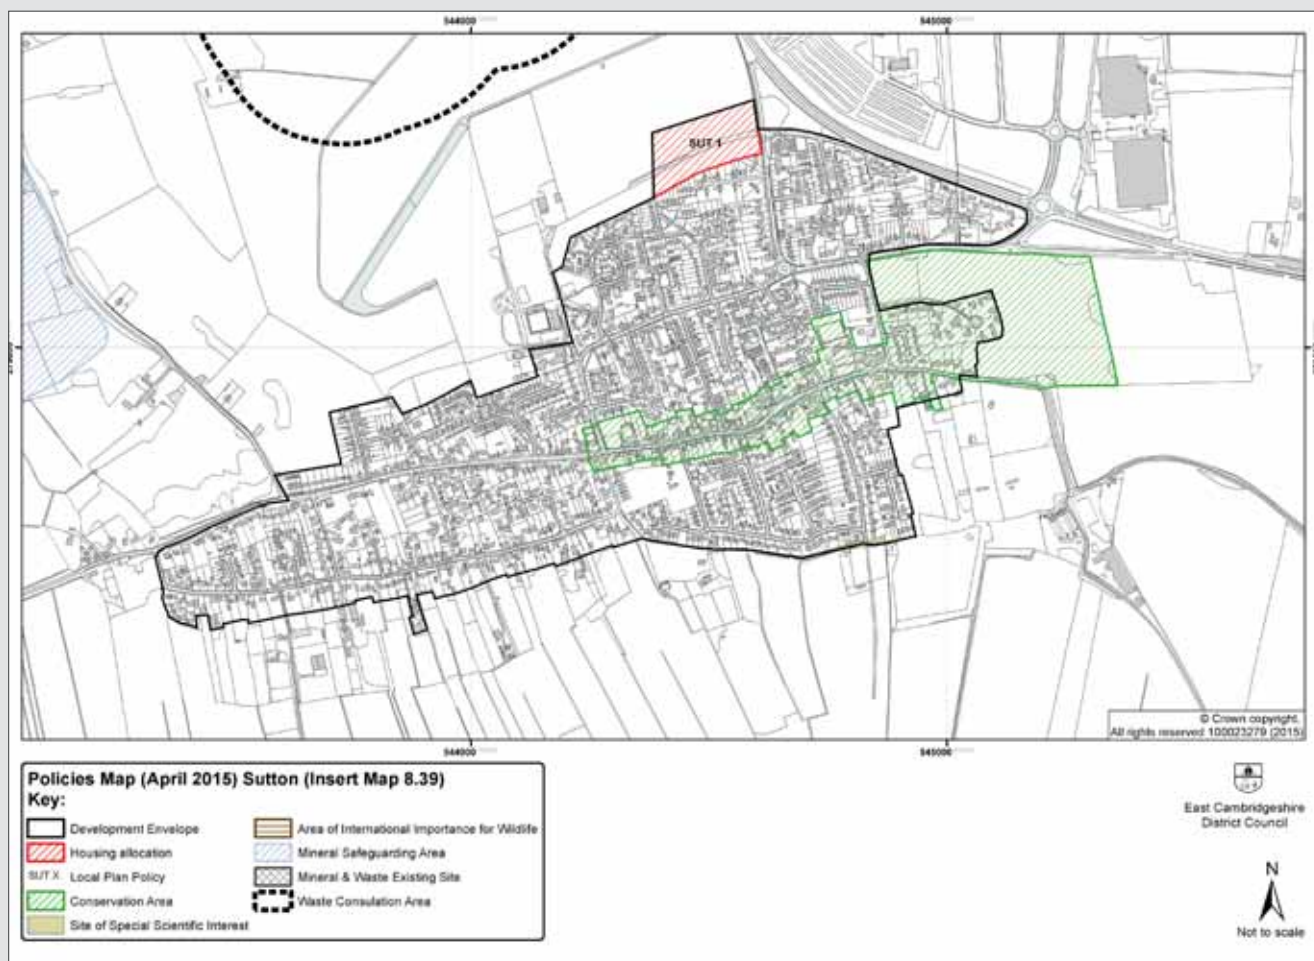 544000
545000
SUT 1
544000
545000
© Crown copyright.
All rights reserved 100023279 (2015)
Policies Map (April 2015) Sutton (Insert Map 8.39)
Key:
Development Envelope
Housing allocation
SUT X Local Plan Policy
Conservation Area
Site of Special Scientific Interest
Area of International Importance for Wildlife
Mineral Safeguarding Area
Mineral & Waste Existing Site
Waste Consulation Area
East Cambridgeshire
District Council
N
Not to scale